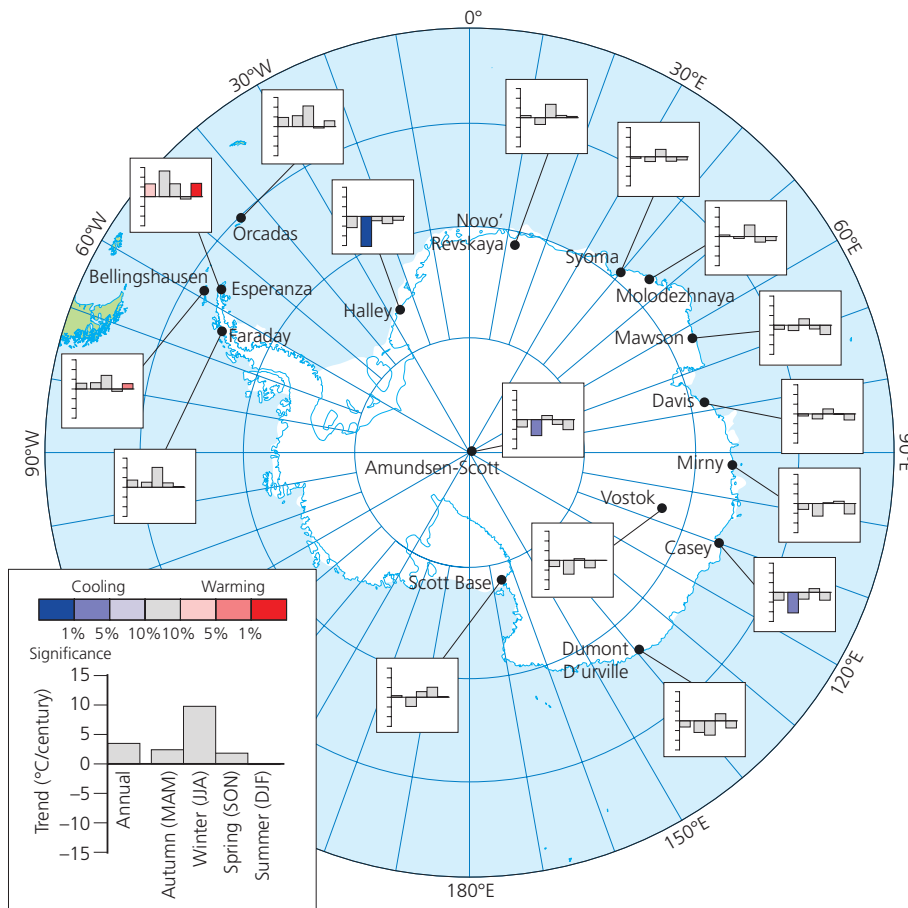 0°
30°W
30°E
60°W
60°E
Orcadas
Novo'
Revskaya
Syoma
Molodezhnaya
Bellingshausen
Esperanza
Halley
Faraday
Mawson
Davis
90°W
90°E
Amundsen-Scott
Mirny
Vostok
Casey
Scott Base
Dumont
D'urville
120°E
150°E
180°E
Cooling
Warming
1%
5%
10%
10%
5%
1%
Significance
Trend (°C/century)
15
10
5
0
−5
−10
−15
Annual
Autumn (MAM)
Winter (JJA)
Spring (SON)
Summer (DJF)